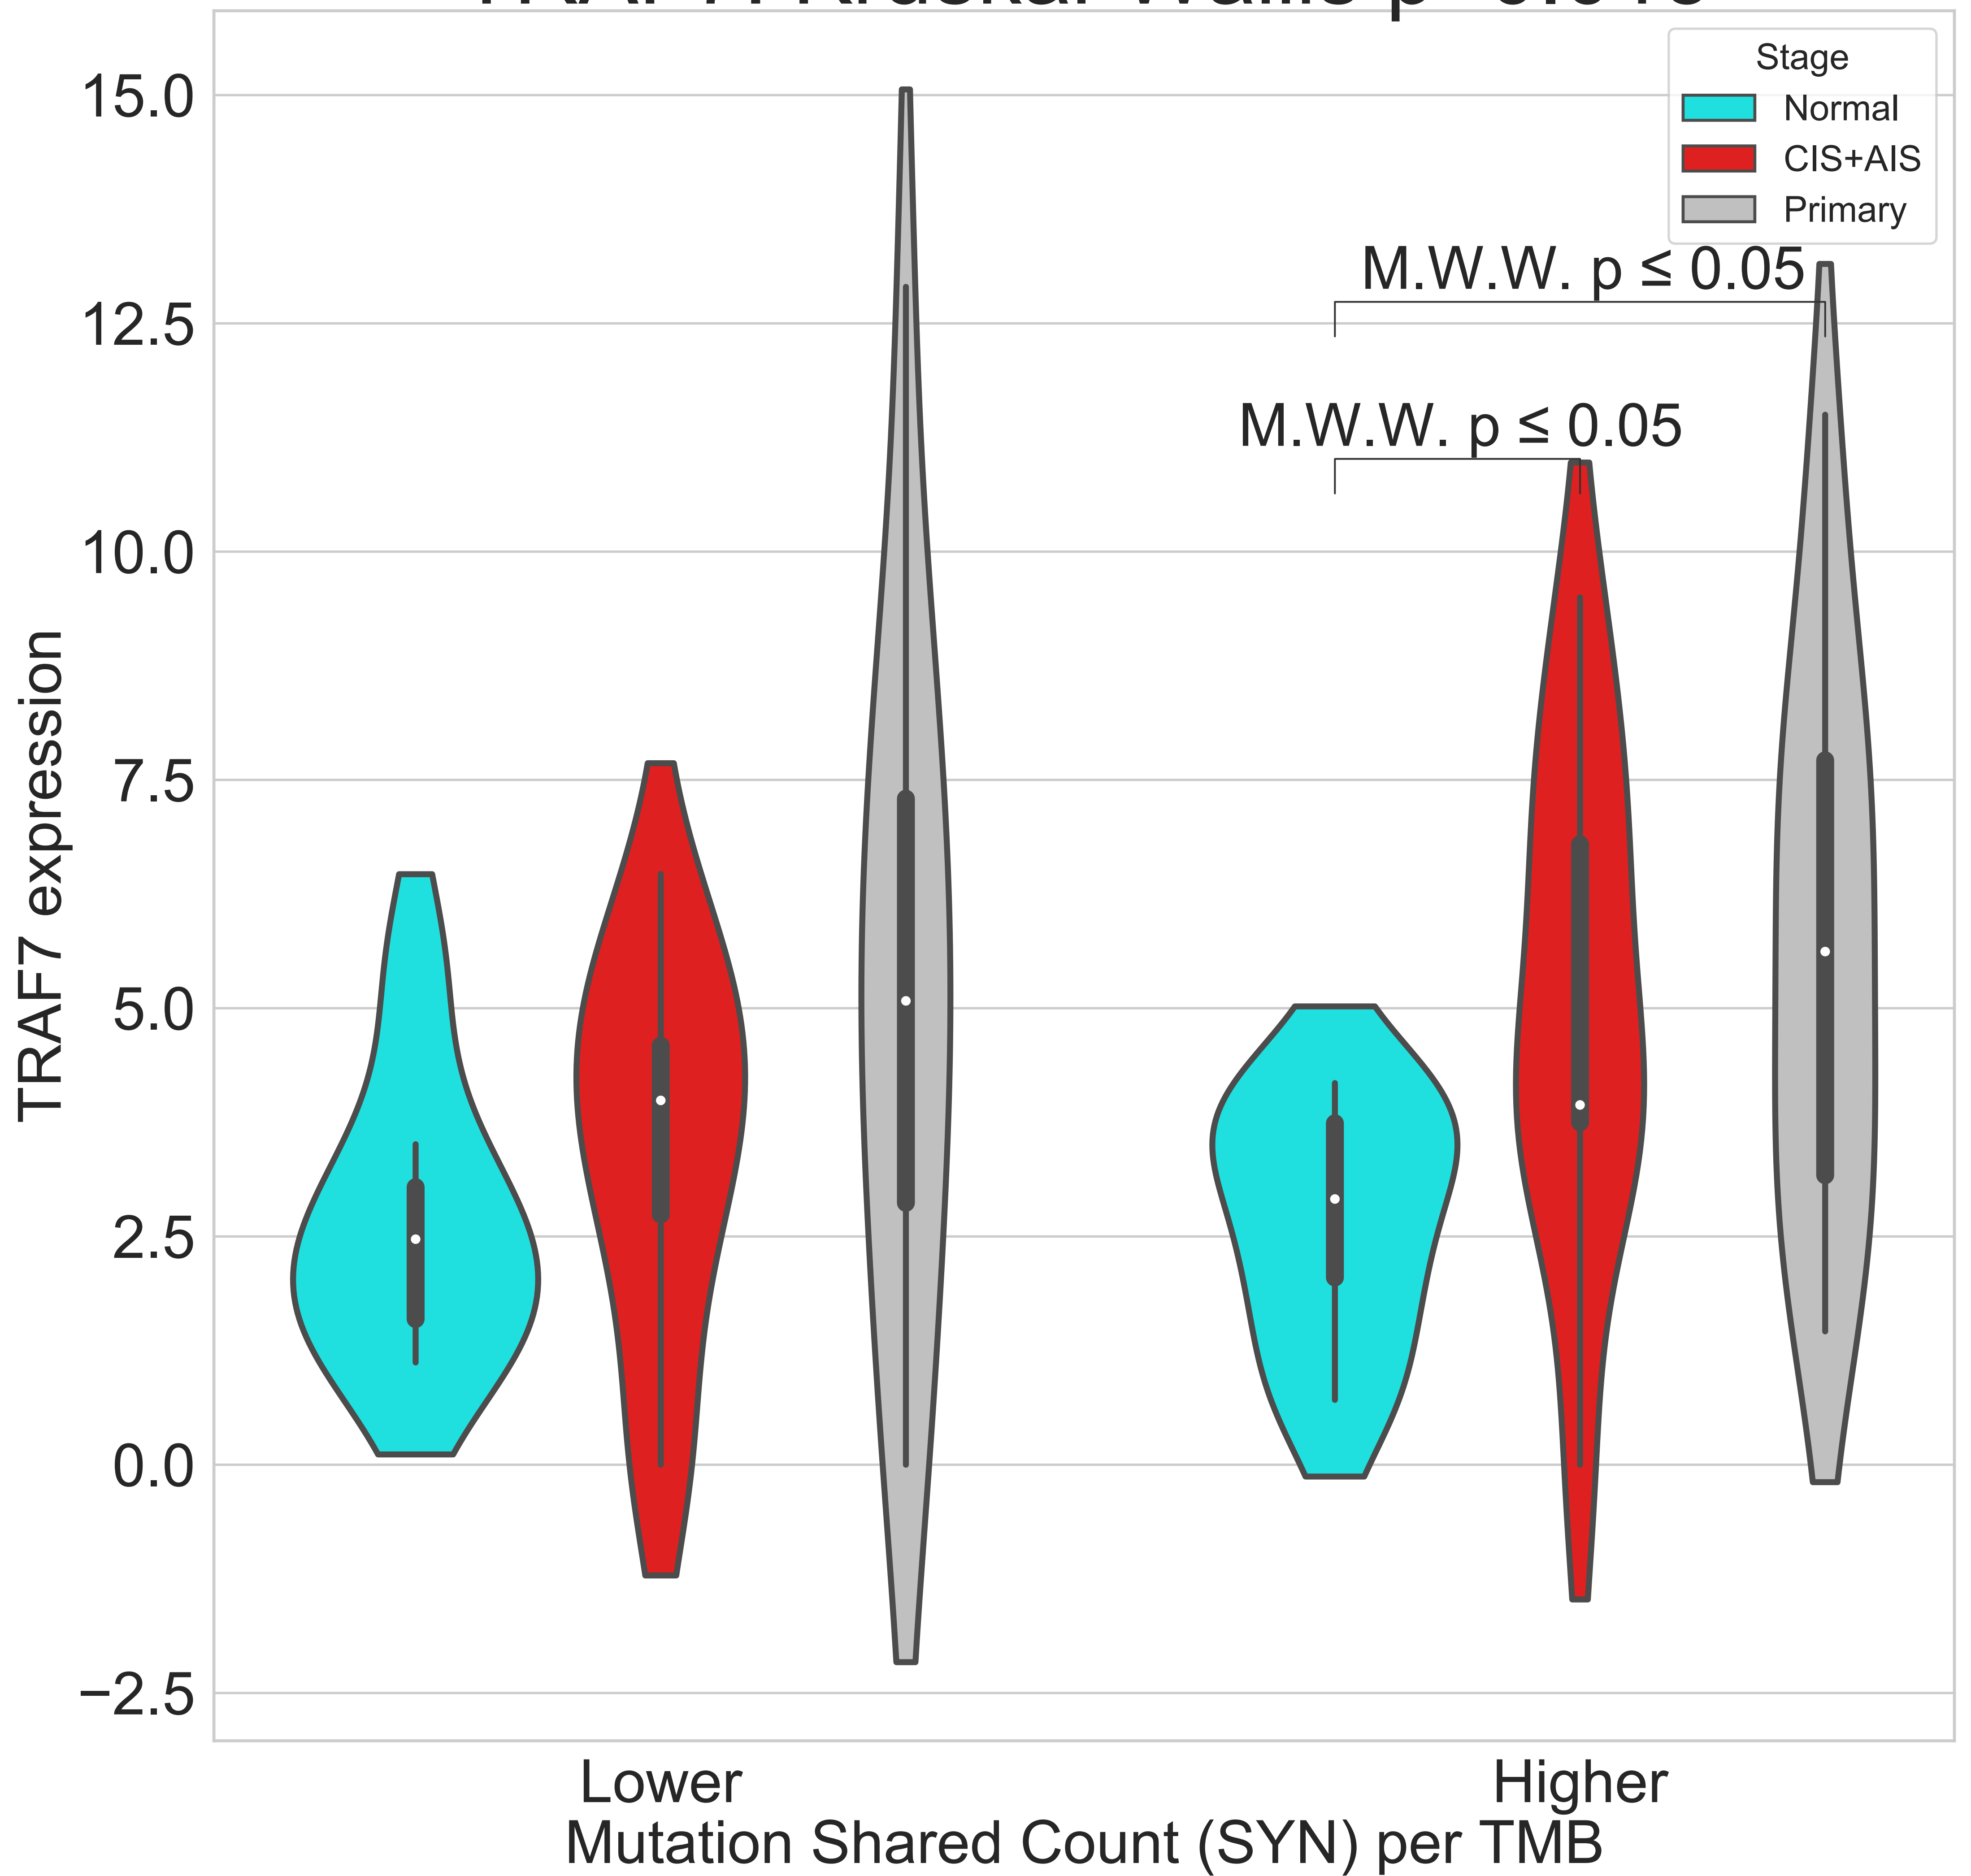 15.0
12.5
10.0
7.5
5.0
2.5
0.0
−2.5
TRAF7 expression
Stage
Normal
CIS+AIS
Primary
M.W.W. p ≤ 0.05
M.W.W. p ≤ 0.05
Lower
Higher
Mutation Shared Count (SYN) per TMB